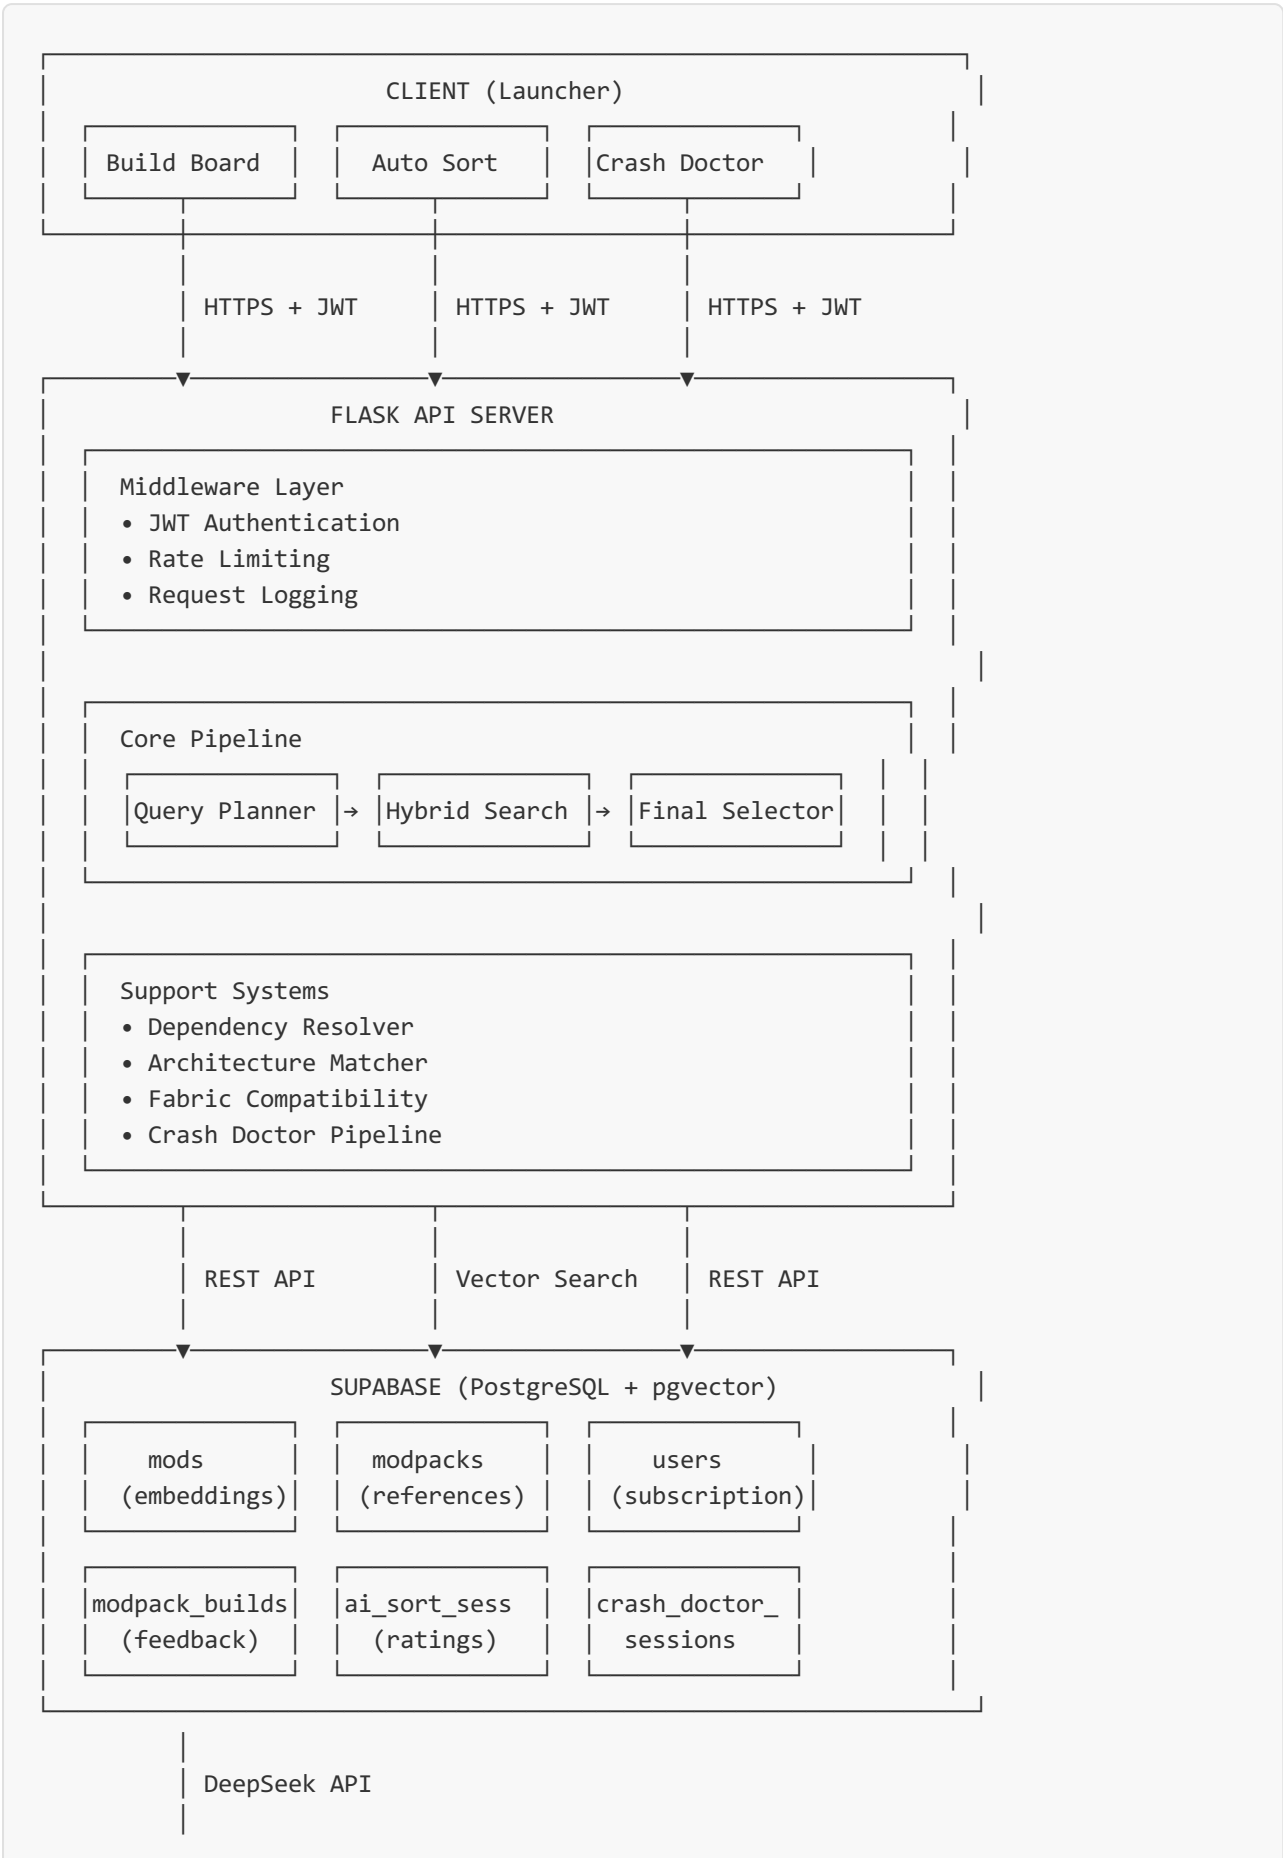 CLIENT (Launcher)
Build Board Auto Sort Crash Doctor
HTTPS + JWT HTTPS + JWT HTTPS + JWT
FLASK API SERVER
Middleware Layer
• JWT Authentication
• Rate Limiting
• Request Logging
Core Pipeline
Query Planner → Hybrid Search → Final Selector
Support Systems
• Dependency Resolver
• Architecture Matcher
• Fabric Compatibility
• Crash Doctor Pipeline
REST API Vector Search REST API
SUPABASE (PostgreSQL + pgvector)
mods modpacks users
(embeddings) (references) (subscription)
modpack_builds ai_sort_sess crash_doctor_
(feedback) (ratings) sessions
DeepSeek API